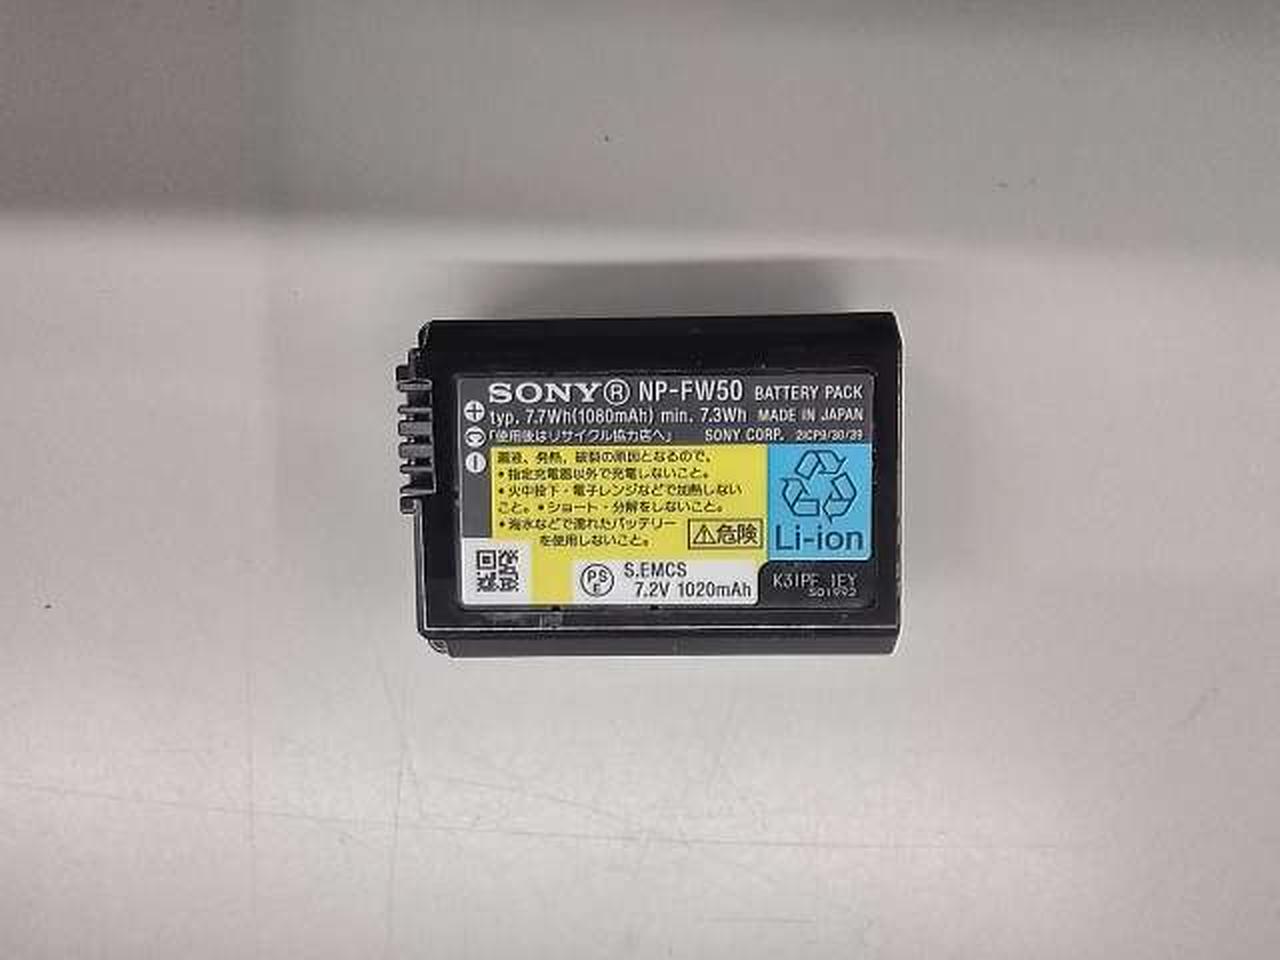 SONY® NP-FW50 BATTERY PACK
typ. 7.7Wh(1080mAh) min. 7.3Wh MADE IN JAPAN
「使用後はリサイクル協力店へ」 SONY CORP. 2ICP9/30/39
漏液、発熱、破裂の原因となるので、
•指定充電器以外で充電しないこと。
•火中投下・電子レンジなどで加熱しない
こと。•ショート・分解をしないこと。
•海水などで濡れたバッテリー
を使用しないこと。
⚠危険
Li-ion
PS
E
S.EMCS
7.2V 1020mAh
K31PF 1FY
S01992